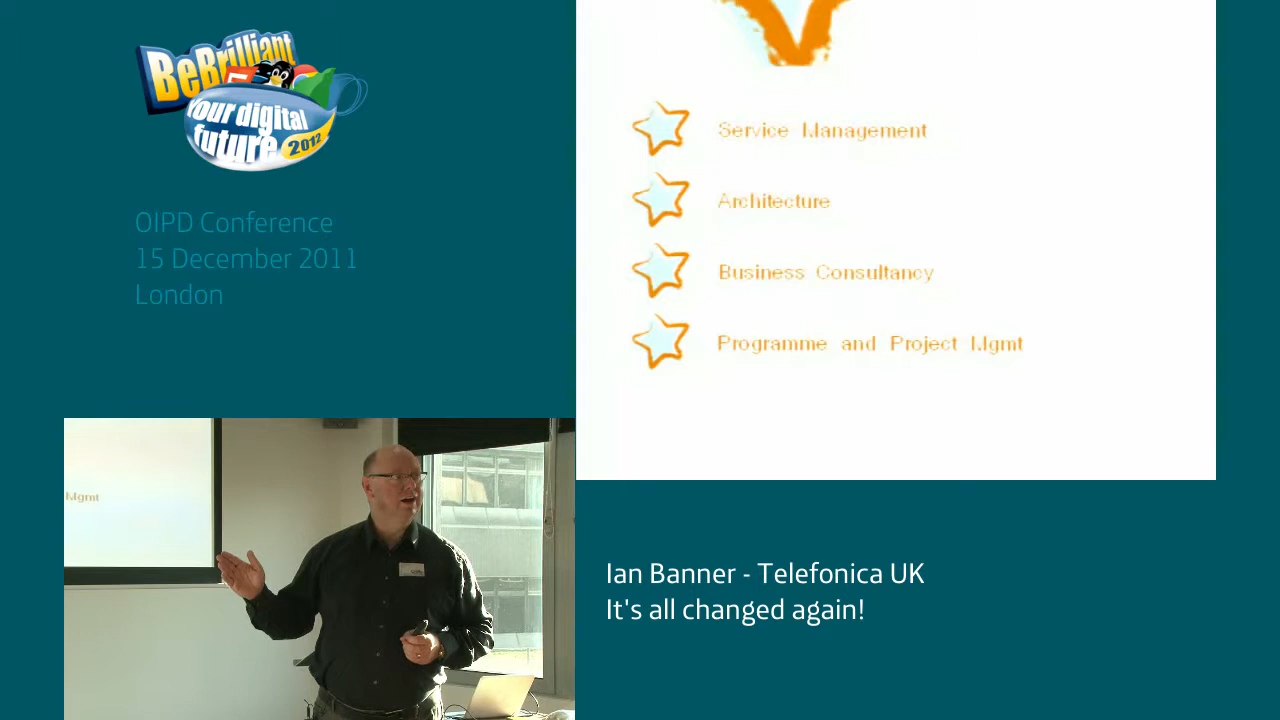 BeBrilliant
Your digital
future
2012
OIPD Conference
15 December 2011
London
Service Management
Architecture
Business Consultancy
Programme and Project Mgmt
Mgmt
Ian Banner - Telefonica UK
It's all changed again!